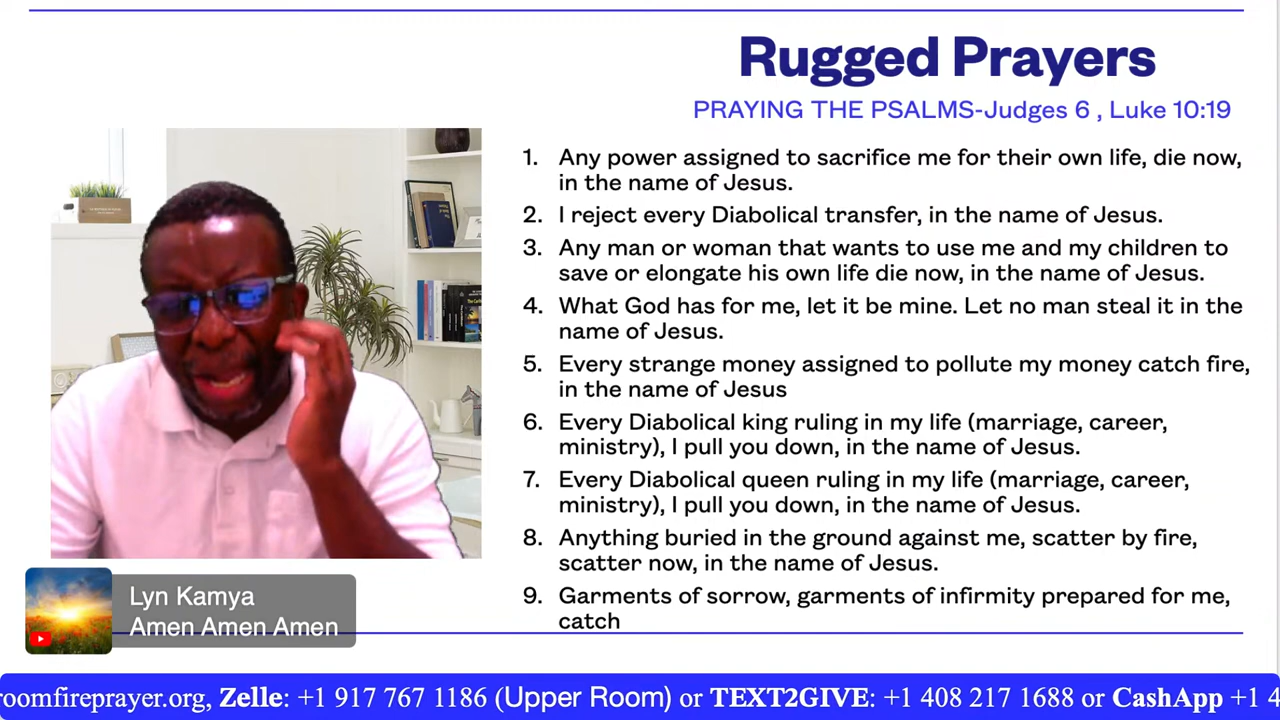 Rugged Prayers
PRAYING THE PSALMS-Judges 6 , Luke 10:19
1. Any power assigned to sacrifice me for their own life, die now,
in the name of Jesus.
2. I reject every Diabolical transfer, in the name of Jesus.
3. Any man or woman that wants to use me and my children to
save or elongate his own life die now, in the name of Jesus.
4. What God has for me, let it be mine. Let no man steal it in the
name of Jesus.
5. Every strange money assigned to pollute my money catch fire,
in the name of Jesus
6. Every Diabolical king ruling in my life (marriage, career,
ministry), I pull you down, in the name of Jesus.
7. Every Diabolical queen ruling in my life (marriage, career,
ministry), I pull you down, in the name of Jesus.
8. Anything buried in the ground against me, scatter by fire,
scatter now, in the name of Jesus.
9. Garments of sorrow, garments of infirmity prepared for me,
catch
Lyn Kamya
Amen Amen Amen
roomfireprayer.org, Zelle: +1 917 767 1186 (Upper Room) or TEXT2GIVE: +1 408 217 1688 or CashApp +1 4